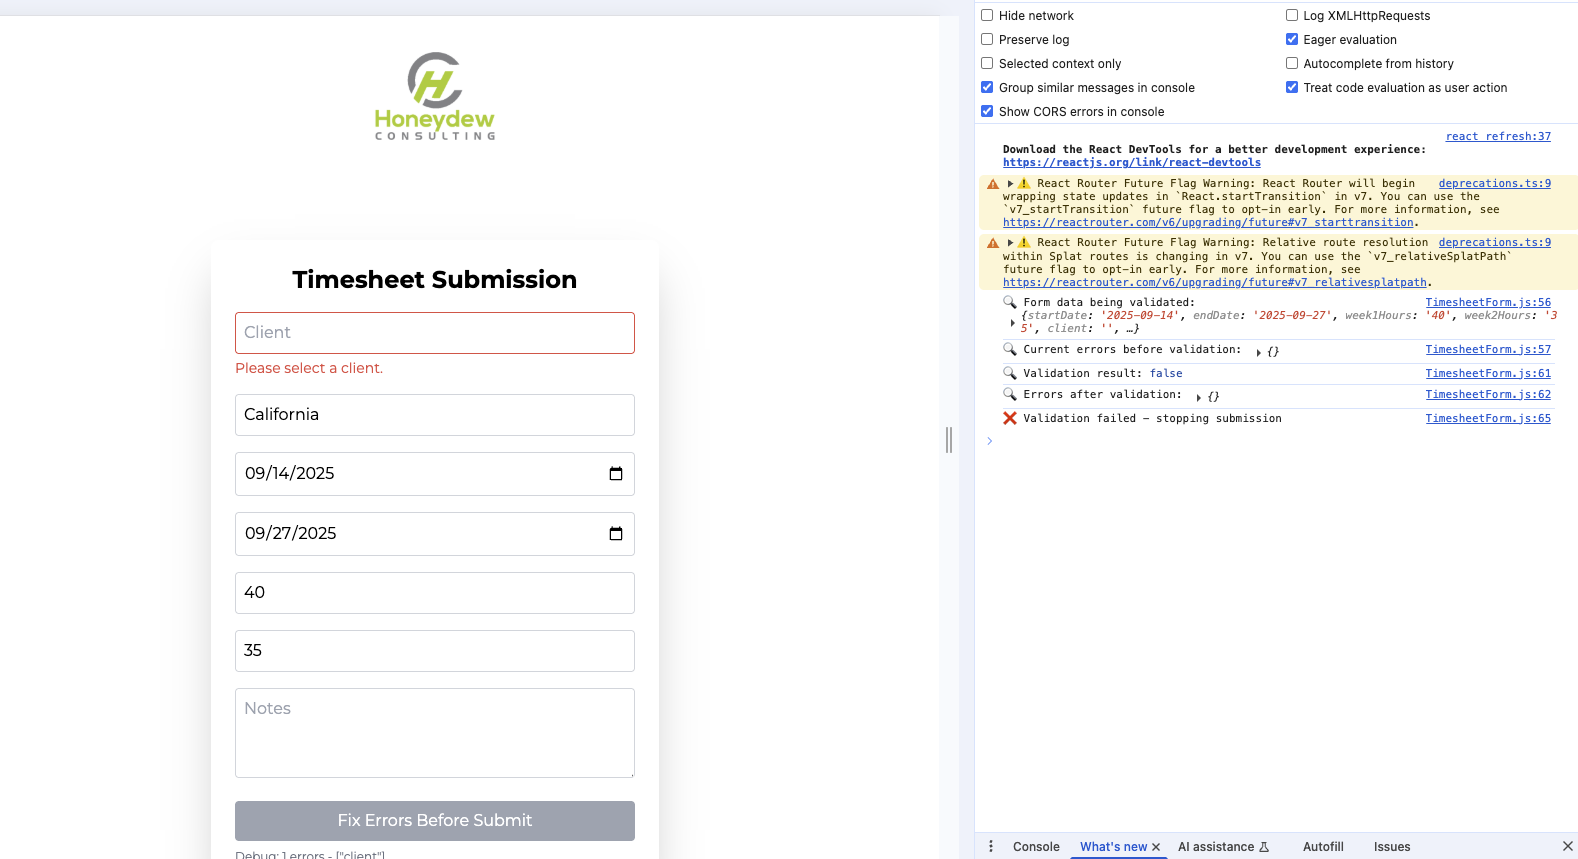 Honeydew
CONSULTING
Timesheet Submission
Client
Please select a client.
California
09/14/2025
09/27/2025
40
35
Notes
Fix Errors Before Submit
Debug: 1 errors - ["client"]
Hide network
Log XMLHttpRequests
Preserve log
Eager evaluation
Selected context only
Autocomplete from history
Group similar messages in console
Treat code evaluation as user action
Show CORS errors in console
react refresh:37
Download the React DevTools for a better development experience:
https://reactjs.org/link/react-devtools
React Router Future Flag Warning: React Router will begin deprecations.ts:9
wrapping state updates in `React.startTransition` in v7. You can use the
`v7_startTransition` future flag to opt-in early. For more information, see
https://reactrouter.com/v6/upgrading/future#v7_starttransition.
React Router Future Flag Warning: Relative route resolution deprecations.ts:9
within Splat routes is changing in v7. You can use the `v7_relativeSplatPath`
future flag to opt-in early. For more information, see
https://reactrouter.com/v6/upgrading/future#v7_relativesplatpath.
Form data being validated: TimesheetForm.js:56
{startDate: '2025-09-14', endDate: '2025-09-27', week1Hours: '40', week2Hours: '3
5', client: '', …}
Current errors before validation: {} TimesheetForm.js:57
Validation result: false TimesheetForm.js:61
Errors after validation: {} TimesheetForm.js:62
Validation failed – stopping submission TimesheetForm.js:65
Console
What's new
AI assistance
Autofill
Issues